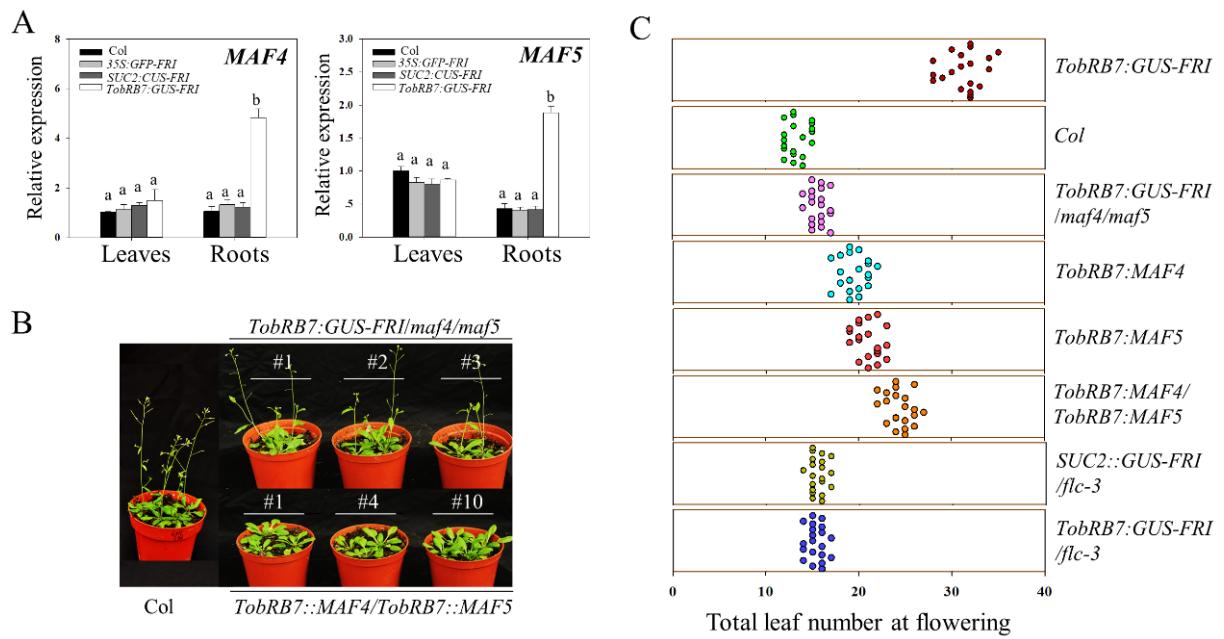 A
MAF4
Col
35S:GFP-FRI
SUC2:CUS-FRI
TobRB7:GUS-FRI
Relative expression
8
6
4
2
0
a a a a
a a a b
Leaves Roots
MAF5
Col
35S:GFP-FRI
SUC2:CUS-FRI
TobRB7:GUS-FRI
Relative expression
3.0
2.5
2.0
1.5
1.0
.5
0.0
a a a a
a a a b
Leaves Roots
B
TobRB7:GUS-FRI/maf4/maf5
#1 #2 #3
#1 #4 #10
Col
TobRB7::MAF4/TobRB7::MAF5
C
TobRB7:GUS-FRI
Col
TobRB7:GUS-FRI
/maf4/maf5
TobRB7:MAF4
TobRB7:MAF5
TobRB7:MAF4/
TobRB7:MAF5
SUC2::GUS-FRI
/flc-3
TobRB7:GUS-FRI
/flc-3
0 10 20 30 40
Total leaf number at flowering